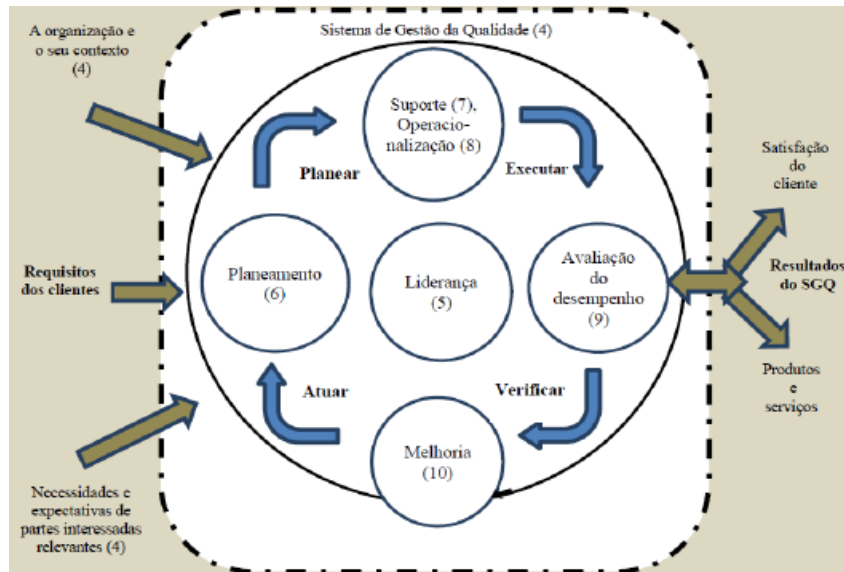 Sistema de Gestão da Qualidade (4)
A organização e
o seu contexto
(4)
Suporte (7),
Operacio-
nalização (8)
Planear
Executar
Satisfação
do
cliente
Requisitos
dos clientes
Planeamento
(6)
Liderança
(5)
Avaliação
do
desempenho
(9)
Resultados
do SGQ
Atuar
Verificar
Produtos
e
serviços
Melhoria
(10)
Necessidades e
expectativas de
partes interessadas
relevantes (4)